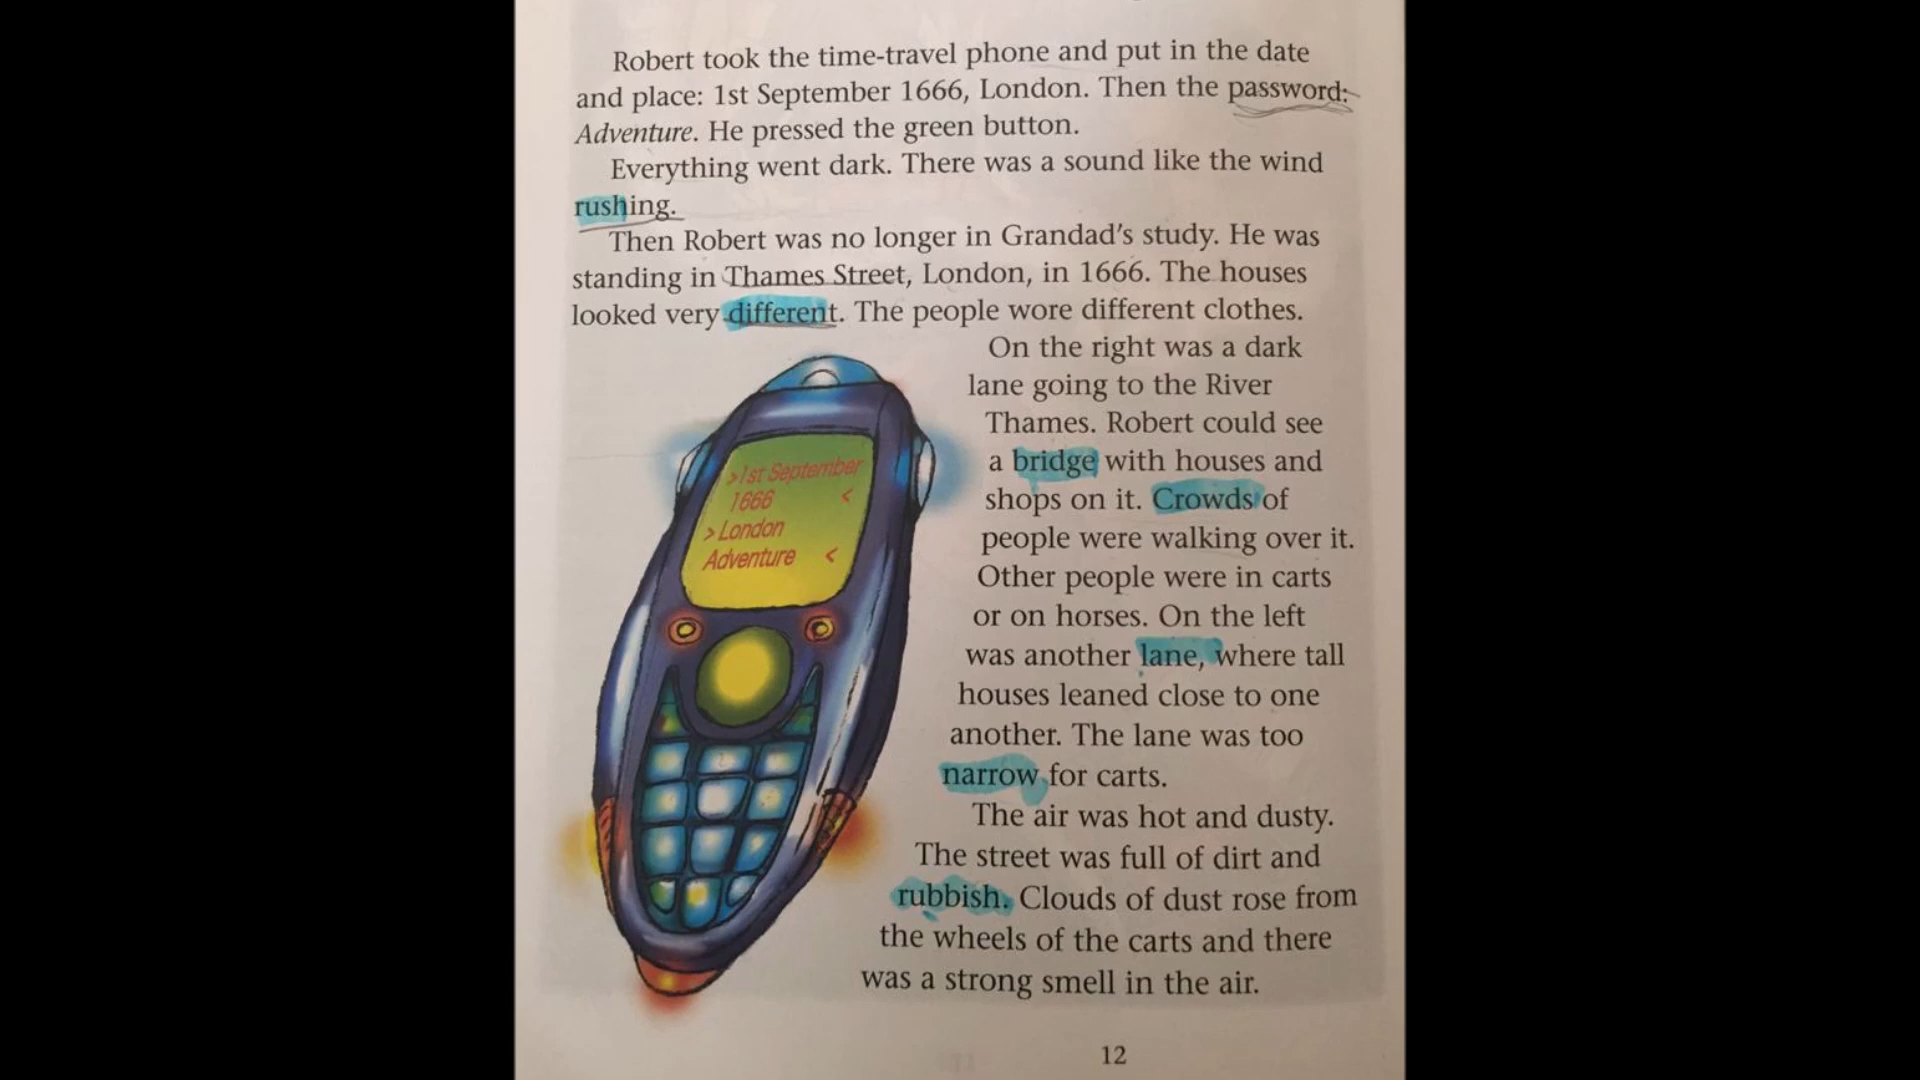 Robert took the time-travel phone and put in the date
and place: 1st September 1666, London. Then the password:
Adventure. He pressed the green button.
Everything went dark. There was a sound like the wind
rushing.
Then Robert was no longer in Grandad's study. He was
standing in Thames Street, London, in 1666. The houses
looked very different. The people wore different clothes.
On the right was a dark
lane going to the River
Thames. Robert could see
a bridge with houses and
shops on it. Crowds of
people were walking over it.
Other people were in carts
or on horses. On the left
was another lane, where tall
houses leaned close to one
another. The lane was too
narrow for carts.
The air was hot and dusty.
The street was full of dirt and
rubbish. Clouds of dust rose from
the wheels of the carts and there
was a strong smell in the air.
>1st September
1666 <
>London
Adventure <
12